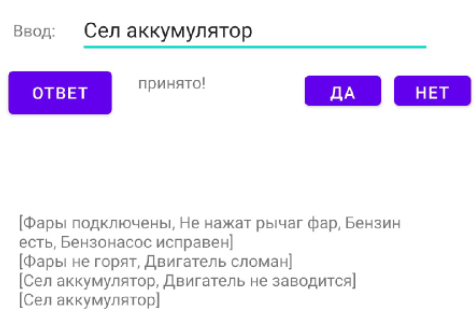 Ввод: Сел аккумулятор
ОТВЕТ принято! ДА НЕТ
[Фары подключены, Не нажат рычаг фар, Бензин
есть, Бензонасос исправен]
[Фары не горят, Двигатель сломан]
[Сел аккумулятор, Двигатель не заводится]
[Сел аккумулятор]